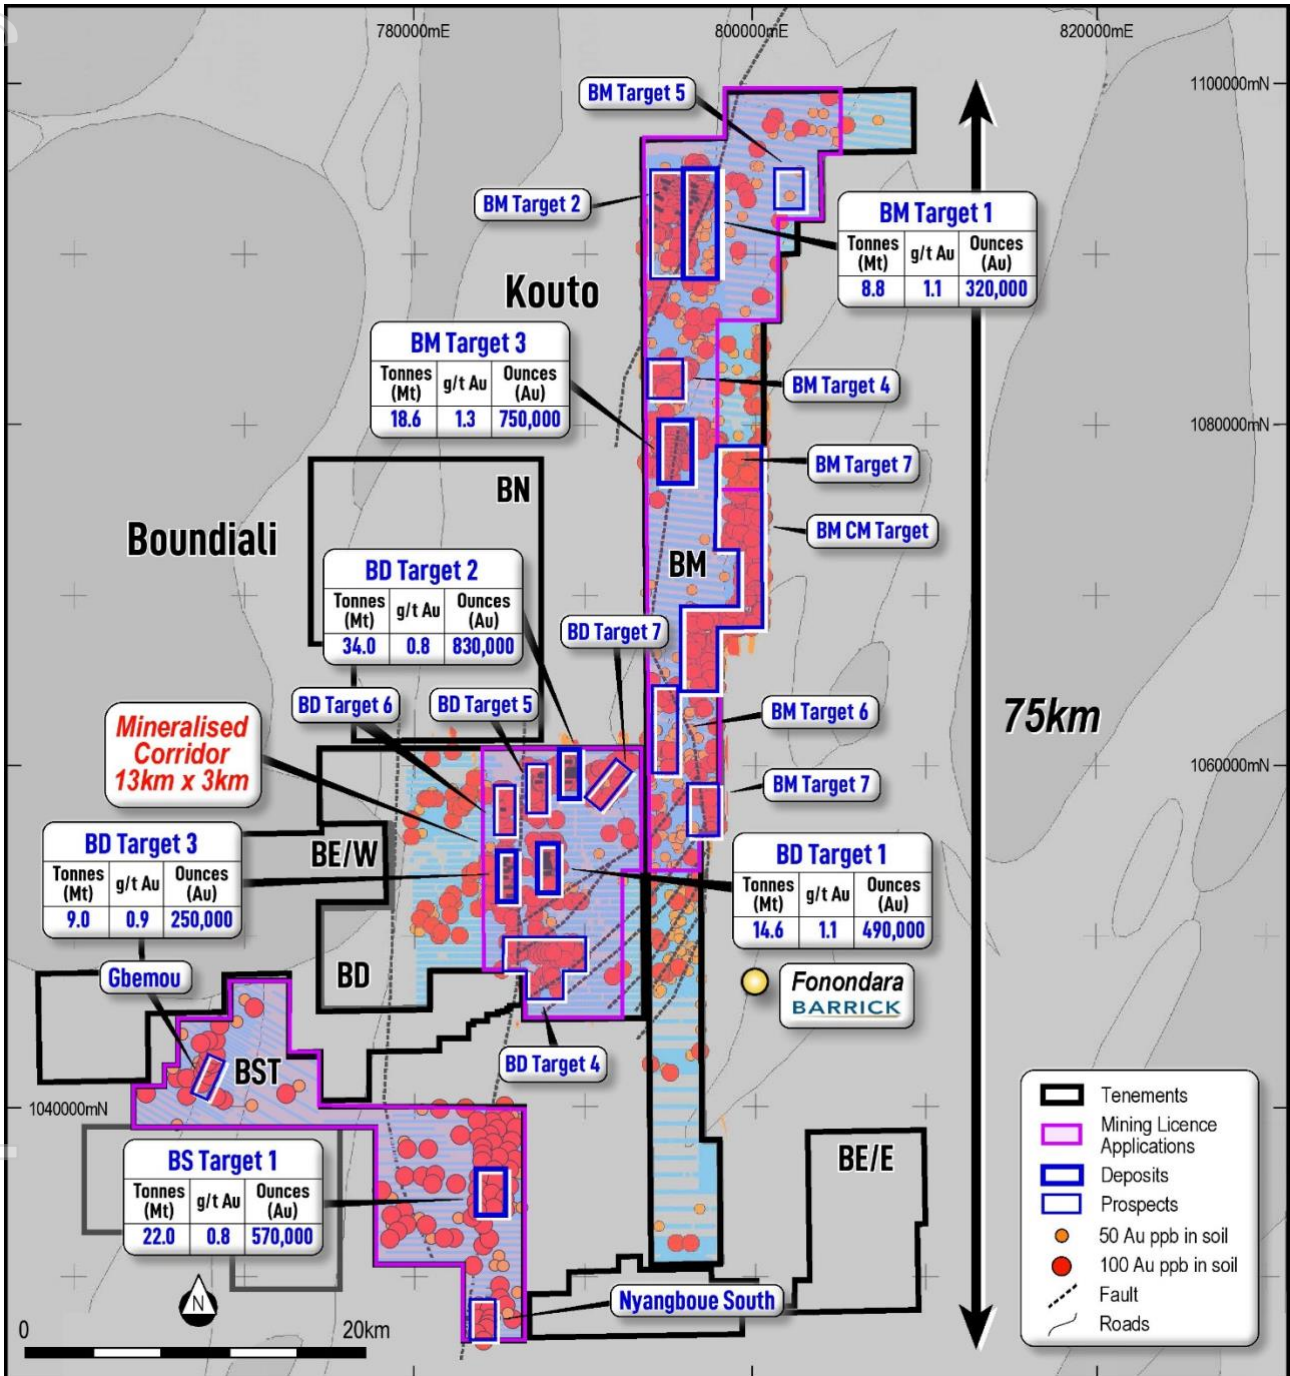 780000mE
800000mE
820000mE
1100000mN
BM Target 5
BM Target 2
BM Target 1
Tonnes (Mt) g/t Au Ounces (Au)
8.8 1.1 320,000
Kouto
BM Target 3
Tonnes (Mt) g/t Au Ounces (Au)
18.6 1.3 750,000
BM Target 4
1080000mN
BM Target 7
BN
BM CM Target
Boundiali
BM
BD Target 2
Tonnes (Mt) g/t Au Ounces (Au)
34.0 0.8 830,000
BD Target 7
BD Target 6
BD Target 5
BM Target 6
75km
Mineralised
Corridor
13km x 3km
1060000mN
BM Target 7
BD Target 3
Tonnes (Mt) g/t Au Ounces (Au)
9.0 0.9 250,000
BE/W
BD Target 1
Tonnes (Mt) g/t Au Ounces (Au)
14.6 1.1 490,000
Gbemou
BD
Fonondara
BARRICK
BST
BD Target 4
1040000mN
BS Target 1
Tonnes (Mt) g/t Au Ounces (Au)
22.0 0.8 570,000
BE/E
Nyangboue South
N
0 20km
Tenements
Mining Licence
Applications
Deposits
Prospects
50 Au ppb in soil
100 Au ppb in soil
Fault
Roads